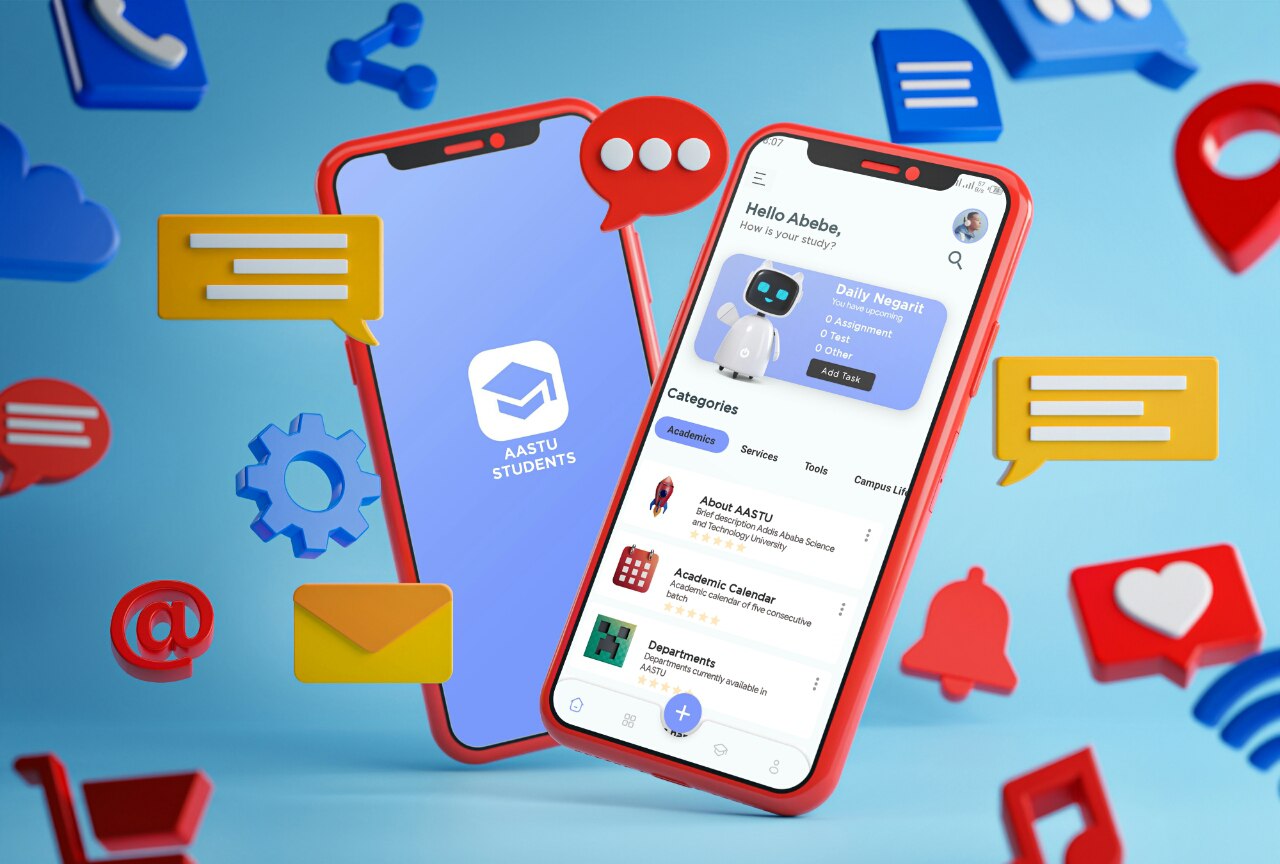 AASTU
STUDENTS
:07
57
B/s
Hello Abebe,
How is your study?
Daily Negarit
You have upcoming
0 Assignment
0 Test
0 Other
Add Task
Categories
Academics
Services
Tools
Campus Life
About AASTU
Brief description Addis Ababa Science
and Technology University
Academic Calendar
Academic calendar of five consecutive
batch
Departments
Departments currently available in
AASTU
@